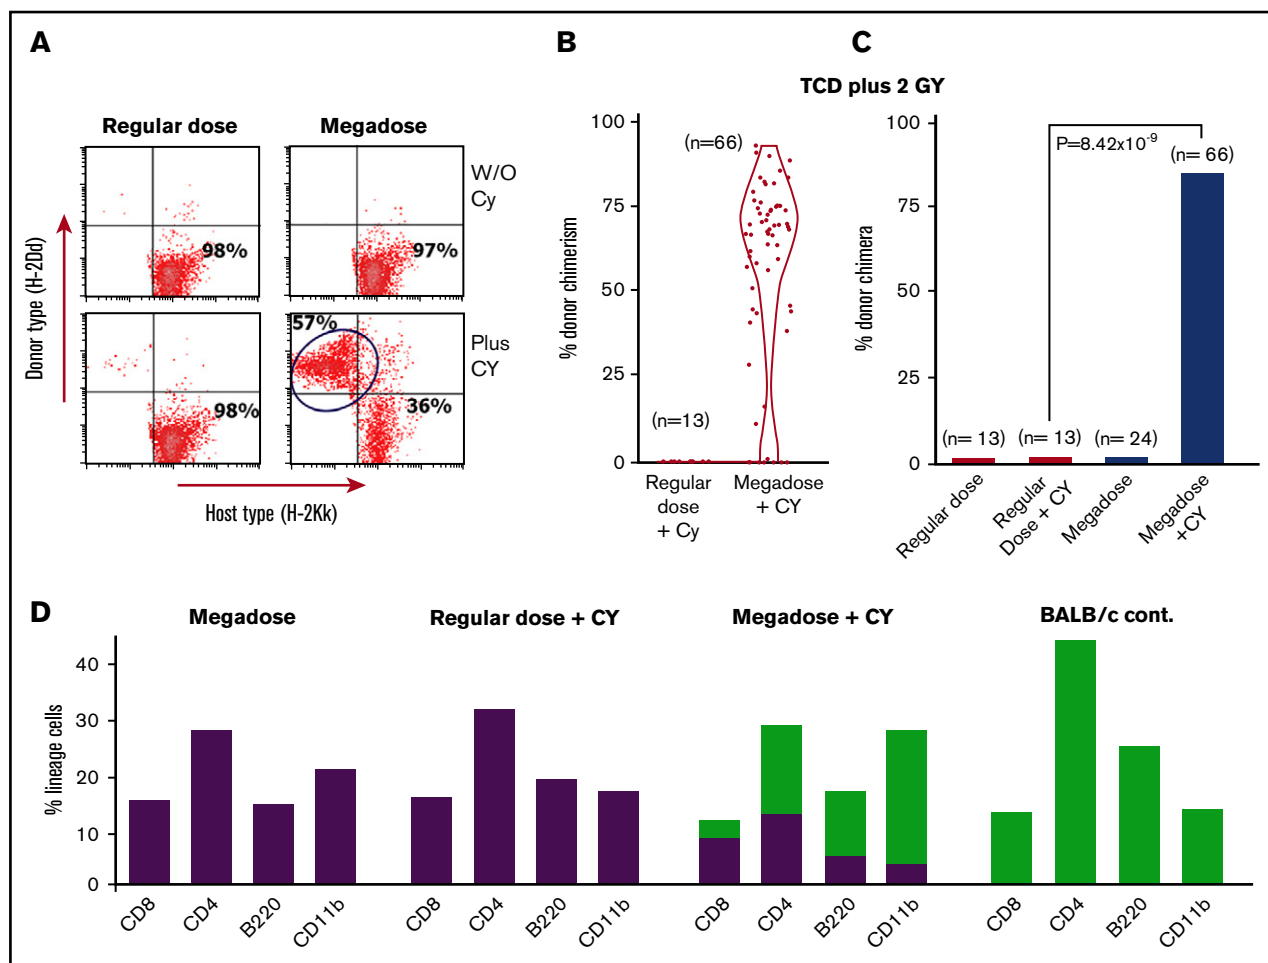 A
Regular dose
Megadose
W/O
Cy
98%
97%
57%
Plus
CY
98%
36%
Donor type (H-2Dd)
Host type (H-2Kk)
B
C
TCD plus 2 GY
% donor chimerism
100
75
50
25
0
(n=66)
(n=13)
Regular
dose
+ Cy
Megadose
+ CY
% donor chimera
100
75
50
25
0
P=8.42x10-9
(n= 66)
(n= 13)
(n= 13)
(n= 24)
Regular dose
Regular
Dose + CY
Megadose
Megadose
+CY
D
Megadose
Regular dose + CY
Megadose + CY
BALB/c cont.
% lineage cells
40
30
20
10
0
CD8
CD4
B220
CD11b
CD8
CD4
B220
CD11b
CD8
CD4
B220
CD11b
CD8
CD4
B220
CD11b